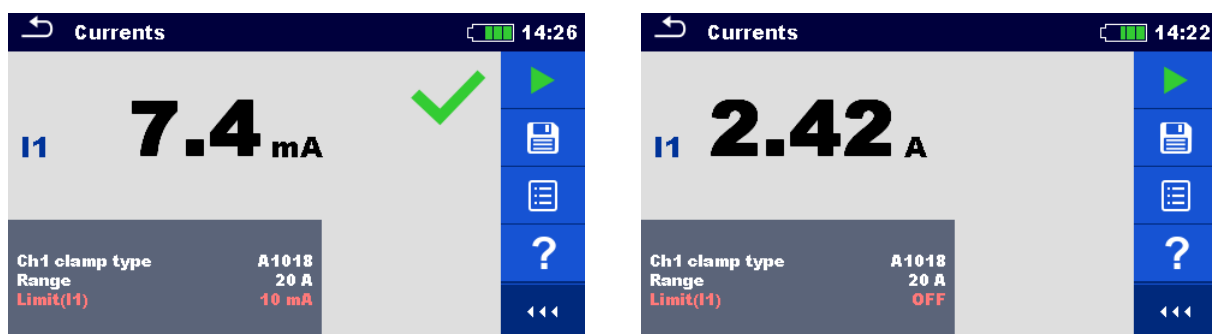 Currents 14:26
I1 7.4 mA
?
Ch1 clamp type A1018
Range 20 A
Limit(I1) 10 mA
Currents 14:22
I1 2.42 A
?
Ch1 clamp type A1018
Range 20 A
Limit(I1) OFF